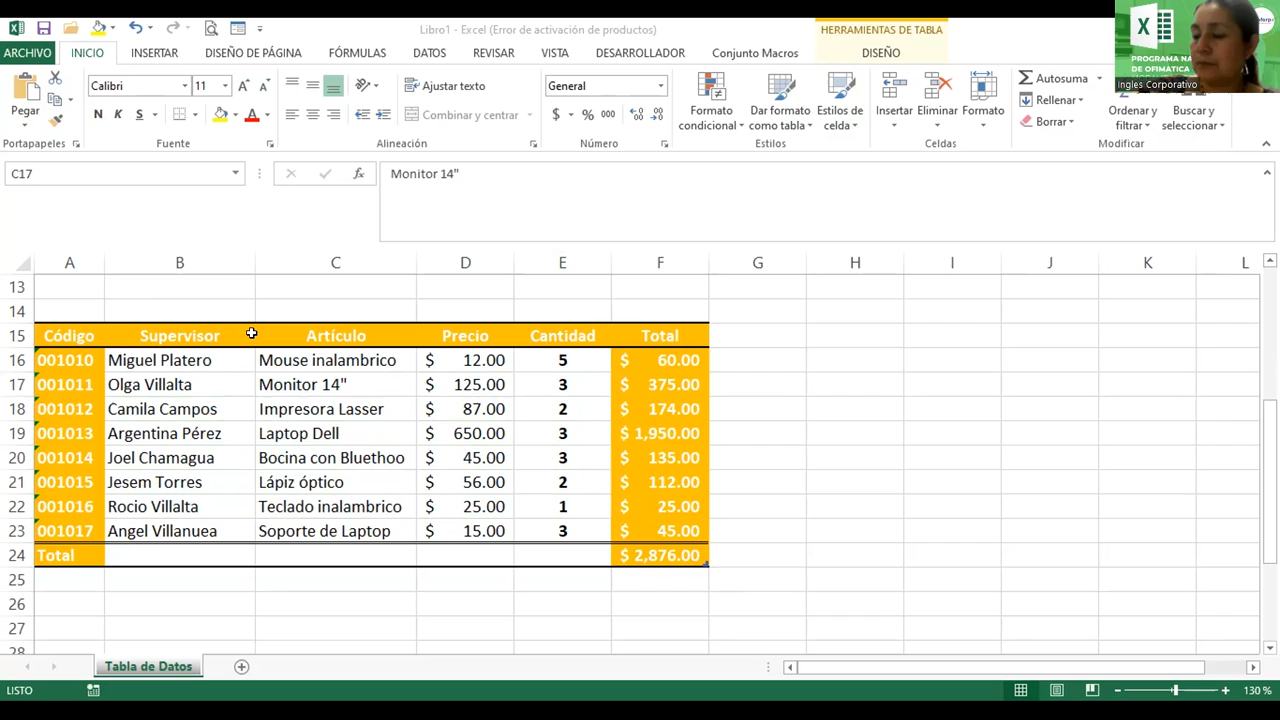 Libro1 - Excel (Error de activación de productos)
HERRAMIENTAS DE TABLA
ARCHIVO INICIO INSERTAR DISEÑO DE PÁGINA FÓRMULAS DATOS REVISAR VISTA DESARROLLADOR Conjunto Macros DISEÑO
PROGRAMA
DE OFIMÁTICA
Ingles Corporativo
Pegar
Calibri 11
N K S
Ajustar texto
Combinar y centrar
General
$ % 000
Formato condicional
Dar formato como tabla
Estilos de celda
Insertar Eliminar Formato
Autosuma
Rellenar
Borrar
Ordenar y filtrar
Buscar y seleccionar
Portapapeles Fuente Alineación Número Estilos Celdas Modificar
C17 fx Monitor 14"
A B C D E F G H I J K L
13
14
15 Código Supervisor Artículo Precio Cantidad Total
16 001010 Miguel Platero Mouse inalambrico $ 12.00 5 $ 60.00
17 001011 Olga Villalta Monitor 14" $ 125.00 3 $ 375.00
18 001012 Camila Campos Impresora Lasser $ 87.00 2 $ 174.00
19 001013 Argentina Pérez Laptop Dell $ 650.00 3 $ 1,950.00
20 001014 Joel Chamagua Bocina con Bluethoo $ 45.00 3 $ 135.00
21 001015 Jesem Torres Lápiz óptico $ 56.00 2 $ 112.00
22 001016 Rocio Villalta Teclado inalambrico $ 25.00 1 $ 25.00
23 001017 Angel Villanuea Soporte de Laptop $ 15.00 3 $ 45.00
24 Total $ 2,876.00
25
26
27
28
Tabla de Datos
LISTO 130 %